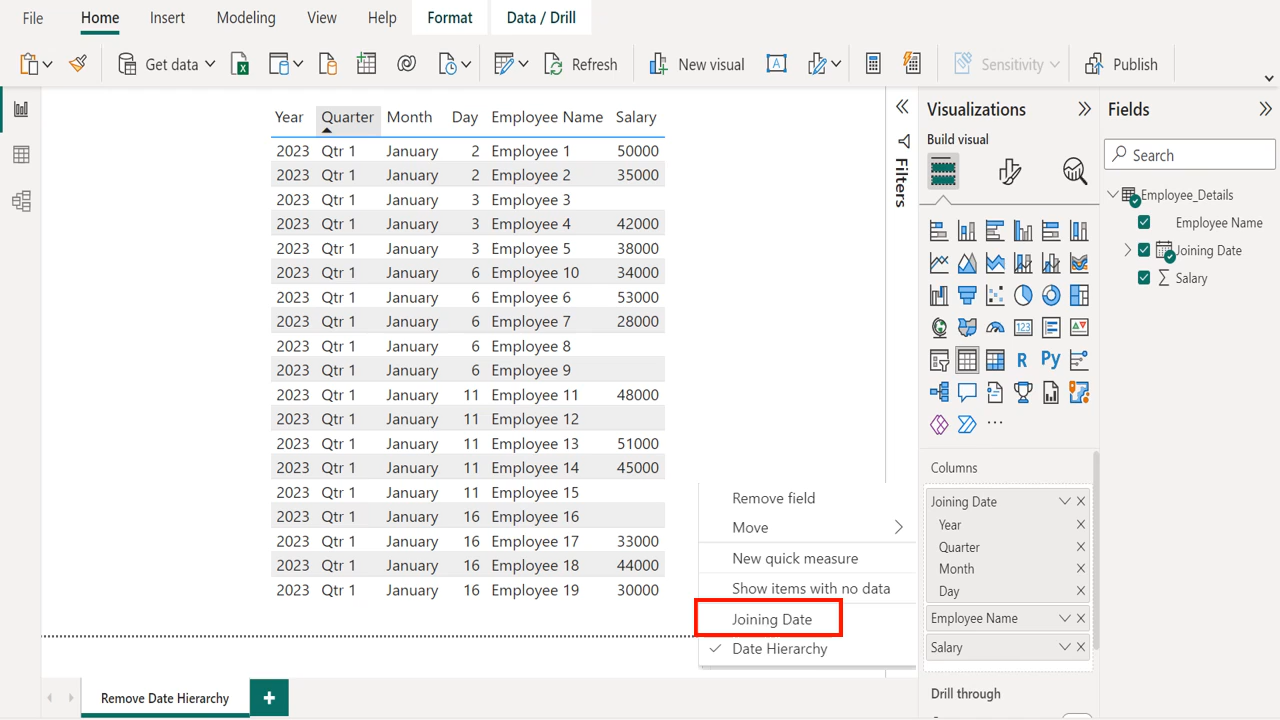 File Home Insert Modeling View Help Format Data / Drill
Get data Refresh New visual Sensitivity Publish
Year Quarter Month Day Employee Name Salary
2023 Qtr 1 January 2 Employee 1 50000
2023 Qtr 1 January 2 Employee 2 35000
2023 Qtr 1 January 3 Employee 3
2023 Qtr 1 January 3 Employee 4 42000
2023 Qtr 1 January 3 Employee 5 38000
2023 Qtr 1 January 6 Employee 10 34000
2023 Qtr 1 January 6 Employee 6 53000
2023 Qtr 1 January 6 Employee 7 28000
2023 Qtr 1 January 6 Employee 8
2023 Qtr 1 January 6 Employee 9
2023 Qtr 1 January 11 Employee 11 48000
2023 Qtr 1 January 11 Employee 12
2023 Qtr 1 January 11 Employee 13 51000
2023 Qtr 1 January 11 Employee 14 45000
2023 Qtr 1 January 11 Employee 15
2023 Qtr 1 January 16 Employee 16
2023 Qtr 1 January 16 Employee 17 33000
2023 Qtr 1 January 16 Employee 18 44000
2023 Qtr 1 January 16 Employee 19 30000
Remove field
Move
New quick measure
Show items with no data
Joining Date
Date Hierarchy
Remove Date Hierarchy
Filters
Visualizations
Build visual
123
R Py
Columns
Joining Date
Year
Quarter
Month
Day
Employee Name
Salary
Drill through
Fields
Search
Employee_Details
Employee Name
Joining Date
Σ Salary